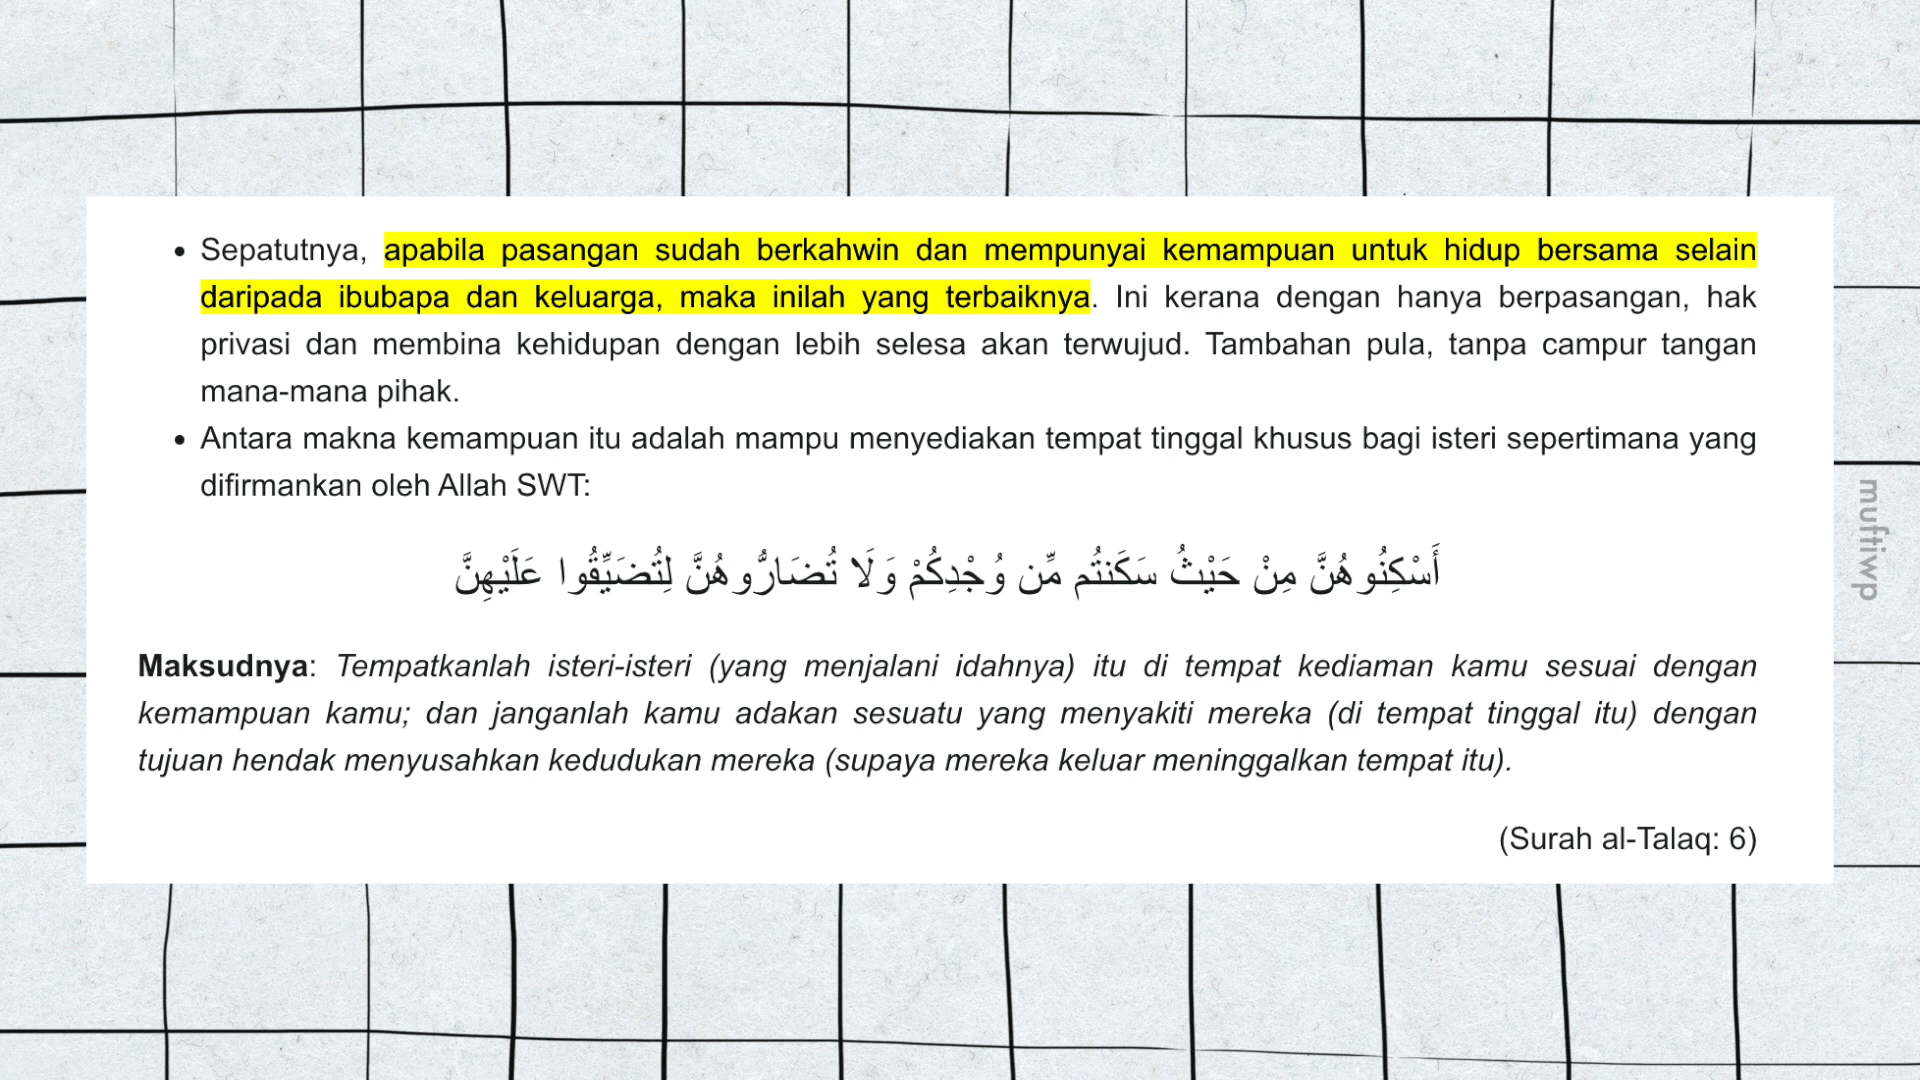 • Sepatutnya, apabila pasangan sudah berkahwin dan mempunyai kemampuan untuk hidup bersama selain
daripada ibubapa dan keluarga, maka inilah yang terbaiknya. Ini kerana dengan hanya berpasangan, hak
privasi dan membina kehidupan dengan lebih selesa akan terwujud. Tambahan pula, tanpa campur tangan
mana-mana pihak.
• Antara makna kemampuan itu adalah mampu menyediakan tempat tinggal khusus bagi isteri sepertimana yang
difirmankan oleh Allah SWT:
أَسْكِنُوهُنَّ مِنْ حَيْثُ سَكَنتُم مِّن وُجْدِكُمْ وَلَا تُضَارُّوهُنَّ لِتُضَيِّقُوا عَلَيْهِنَّ
Maksudnya: Tempatkanlah isteri-isteri (yang menjalani idahnya) itu di tempat kediaman kamu sesuai dengan
kemampuan kamu; dan janganlah kamu adakan sesuatu yang menyakiti mereka (di tempat tinggal itu) dengan
tujuan hendak menyusahkan kedudukan mereka (supaya mereka keluar meninggalkan tempat itu).
(Surah al-Talaq: 6)
muftiwp